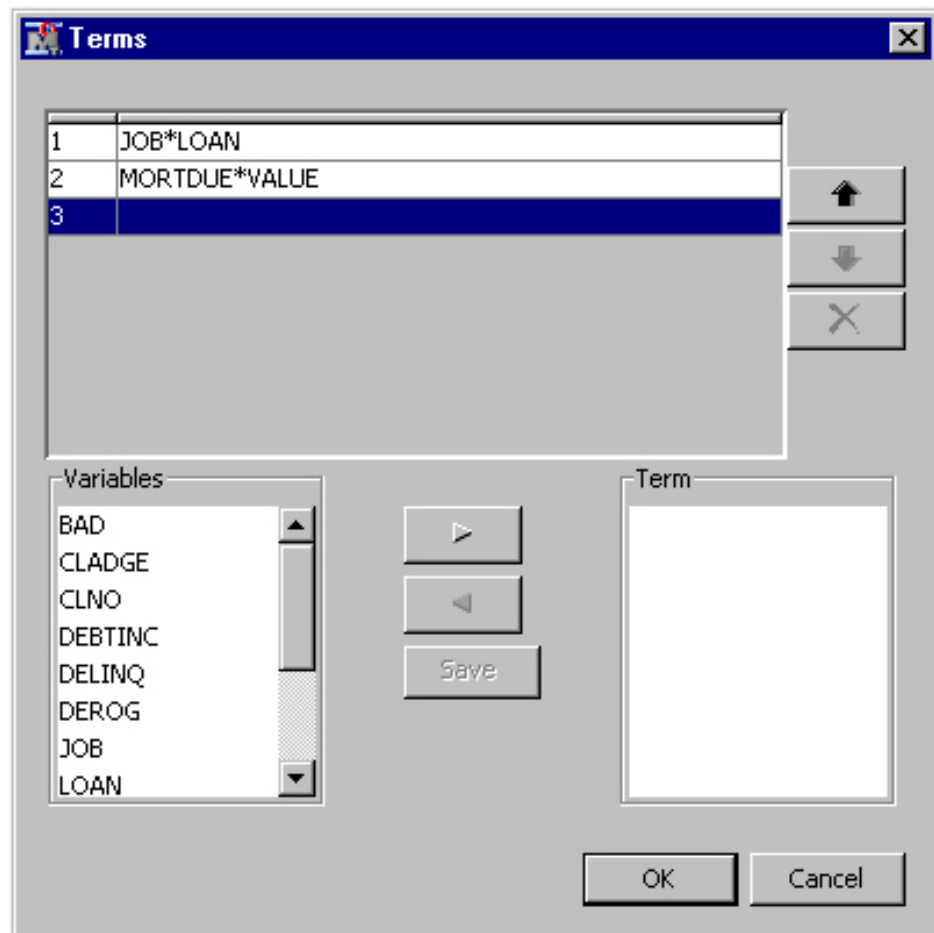 Terms
1 JOB*LOAN
2 MORTDUE*VALUE
3
Variables
BAD
CLADGE
CLNO
DEBTINC
DELINQ
DEROG
JOB
LOAN
Save
Term
OK
Cancel